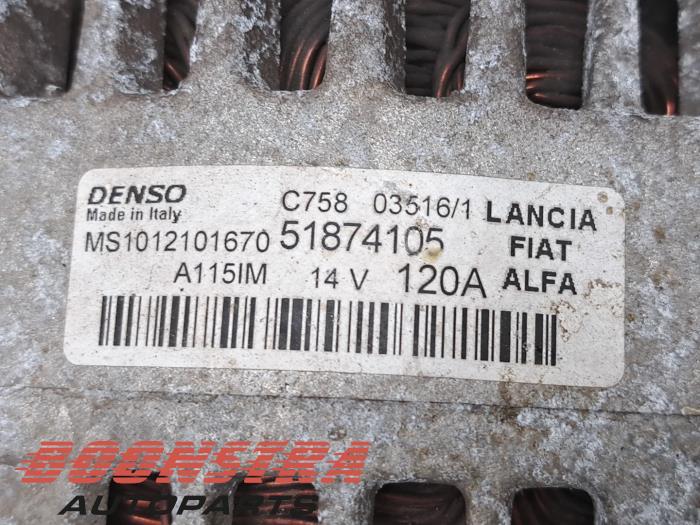 DENSO
Made in Italy
C758 03516/1
LANCIA
MS1012101670
51874105
FIAT
A115IM
14 V
120A
ALFA
BOONSTRA
AUTOPARTS